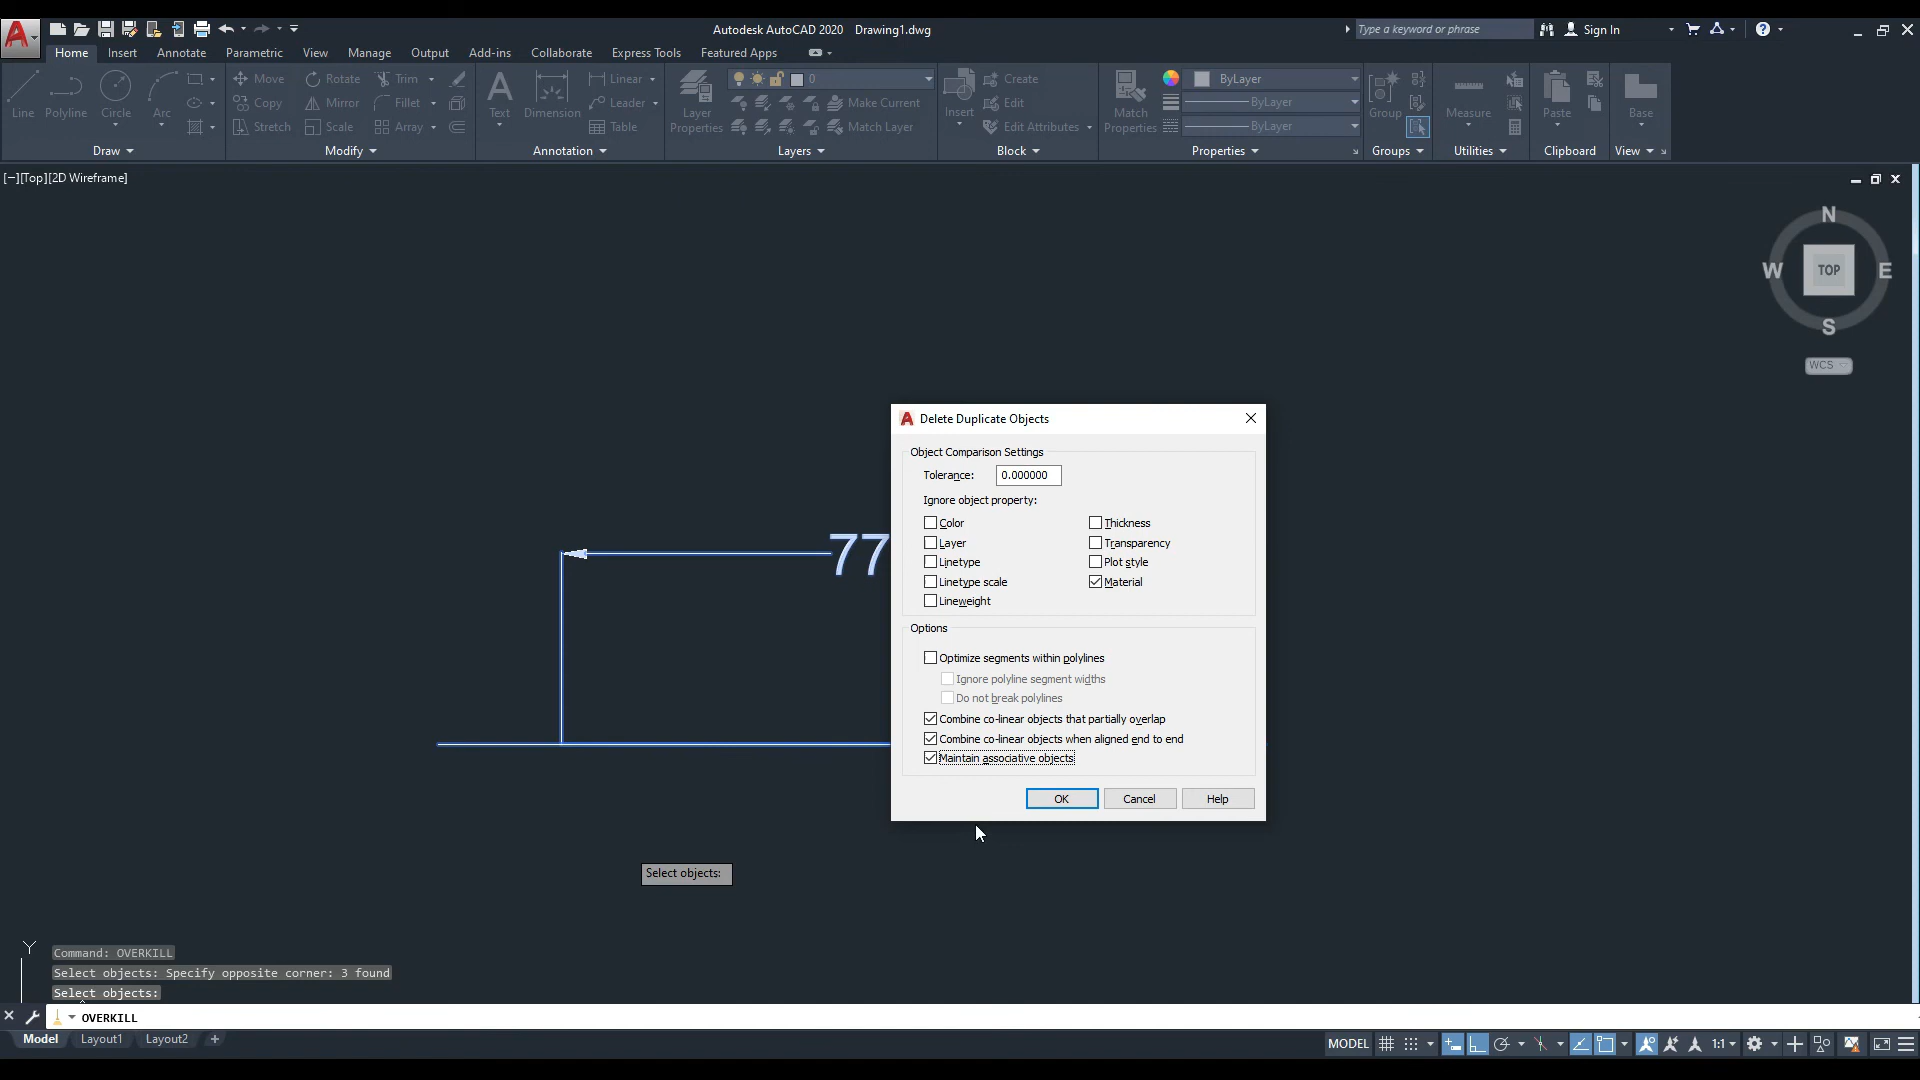 Autodesk AutoCAD 2020 Drawing1.dwg
Type a keyword or phrase
Sign In
Home Insert Annotate Parametric View Manage Output Add-ins Collaborate Express Tools Featured Apps
Line Polyline Circle Arc
Move Rotate Trim
Copy Mirror Fillet
Stretch Scale Array
Text Dimension
Linear
Leader
Table
Layer Properties
0
Make Current
Match Layer
Insert
Create
Edit
Edit Attributes
Match Properties
ByLayer
ByLayer
ByLayer
Group
Measure
Paste
Base
Draw Modify Annotation Layers Block Properties Groups Utilities Clipboard View
[−][Top][2D Wireframe]
N
W TOP E
S
WCS
77
Delete Duplicate Objects
Object Comparison Settings
Tolerance: 0.000000
Ignore object property:
Color Thickness
Layer Transparency
Linetype Plot style
Linetype scale Material
Lineweight
Options
Optimize segments within polylines
Ignore polyline segment widths
Do not break polylines
Combine co-linear objects that partially overlap
Combine co-linear objects when aligned end to end
Maintain associative objects
OK Cancel Help
Select objects:
Y
Command: OVERKILL
Select objects: Specify opposite corner: 3 found
Select objects:
OVERKILL
Model Layout1 Layout2 +
MODEL 1:1